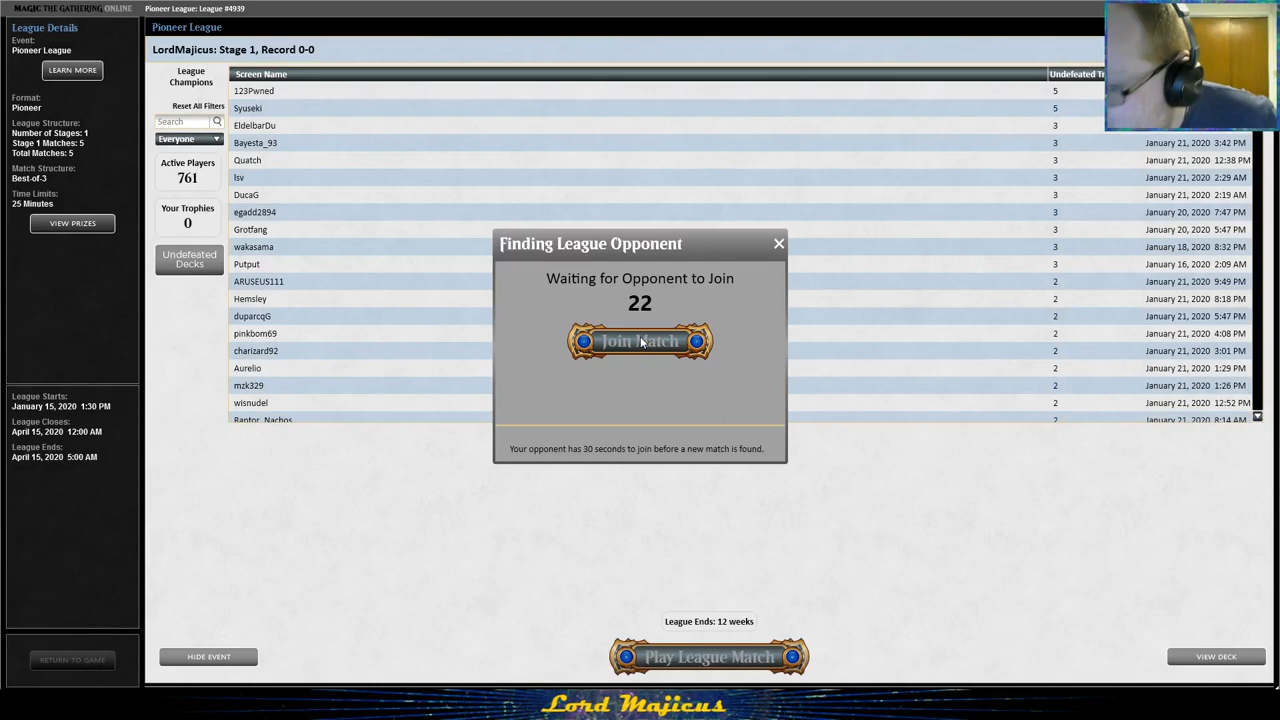 MAGIC THE GATHERING ONLINE
Pioneer League: League #4939
League Details
Event:
Pioneer League
LEARN MORE
Format:
Pioneer
League Structure:
Number of Stages: 1
Stage 1 Matches: 5
Total Matches: 5
Match Structure:
Best-of-3
Time Limits:
25 Minutes
VIEW PRIZES
League Starts:
January 15, 2020 1:30 PM
League Closes:
April 15, 2020 12:00 AM
League Ends:
April 15, 2020 5:00 AM
RETURN TO GAME
Pioneer League
LordMajicus: Stage 1, Record 0-0
League
Champions
Reset All Filters
Search
Everyone
Active Players
761
Your Trophies
0
Undefeated
Decks
Screen Name Undefeated Tr
123Pwned 5
Syuseki 5
EldelbarDu 3
Bayesta_93 3 January 21, 2020 3:42 PM
Quatch 3 January 21, 2020 12:38 PM
lsv 3 January 21, 2020 2:29 AM
DucaG 3 January 21, 2020 2:19 AM
egadd2894 3 January 20, 2020 7:47 PM
Grotfang 3 January 20, 2020 5:47 PM
wakasama 3 January 18, 2020 8:32 PM
Putput 3 January 16, 2020 2:09 AM
ARUSEUS111 2 January 21, 2020 9:49 PM
Hemsley 2 January 21, 2020 8:18 PM
duparcqG 2 January 21, 2020 5:47 PM
pinkbom69 2 January 21, 2020 4:08 PM
charizard92 2 January 21, 2020 3:01 PM
Aurelio 2 January 21, 2020 1:29 PM
mzk329 2 January 21, 2020 1:26 PM
wisnudel 2 January 21, 2020 12:52 PM
Raptor_Nachos 2 January 21, 2020 8:14 AM
Finding League Opponent
Waiting for Opponent to Join
22
Join Match
Your opponent has 30 seconds to join before a new match is found.
League Ends: 12 weeks
HIDE EVENT
Play League Match
VIEW DECK
Lord Majicus